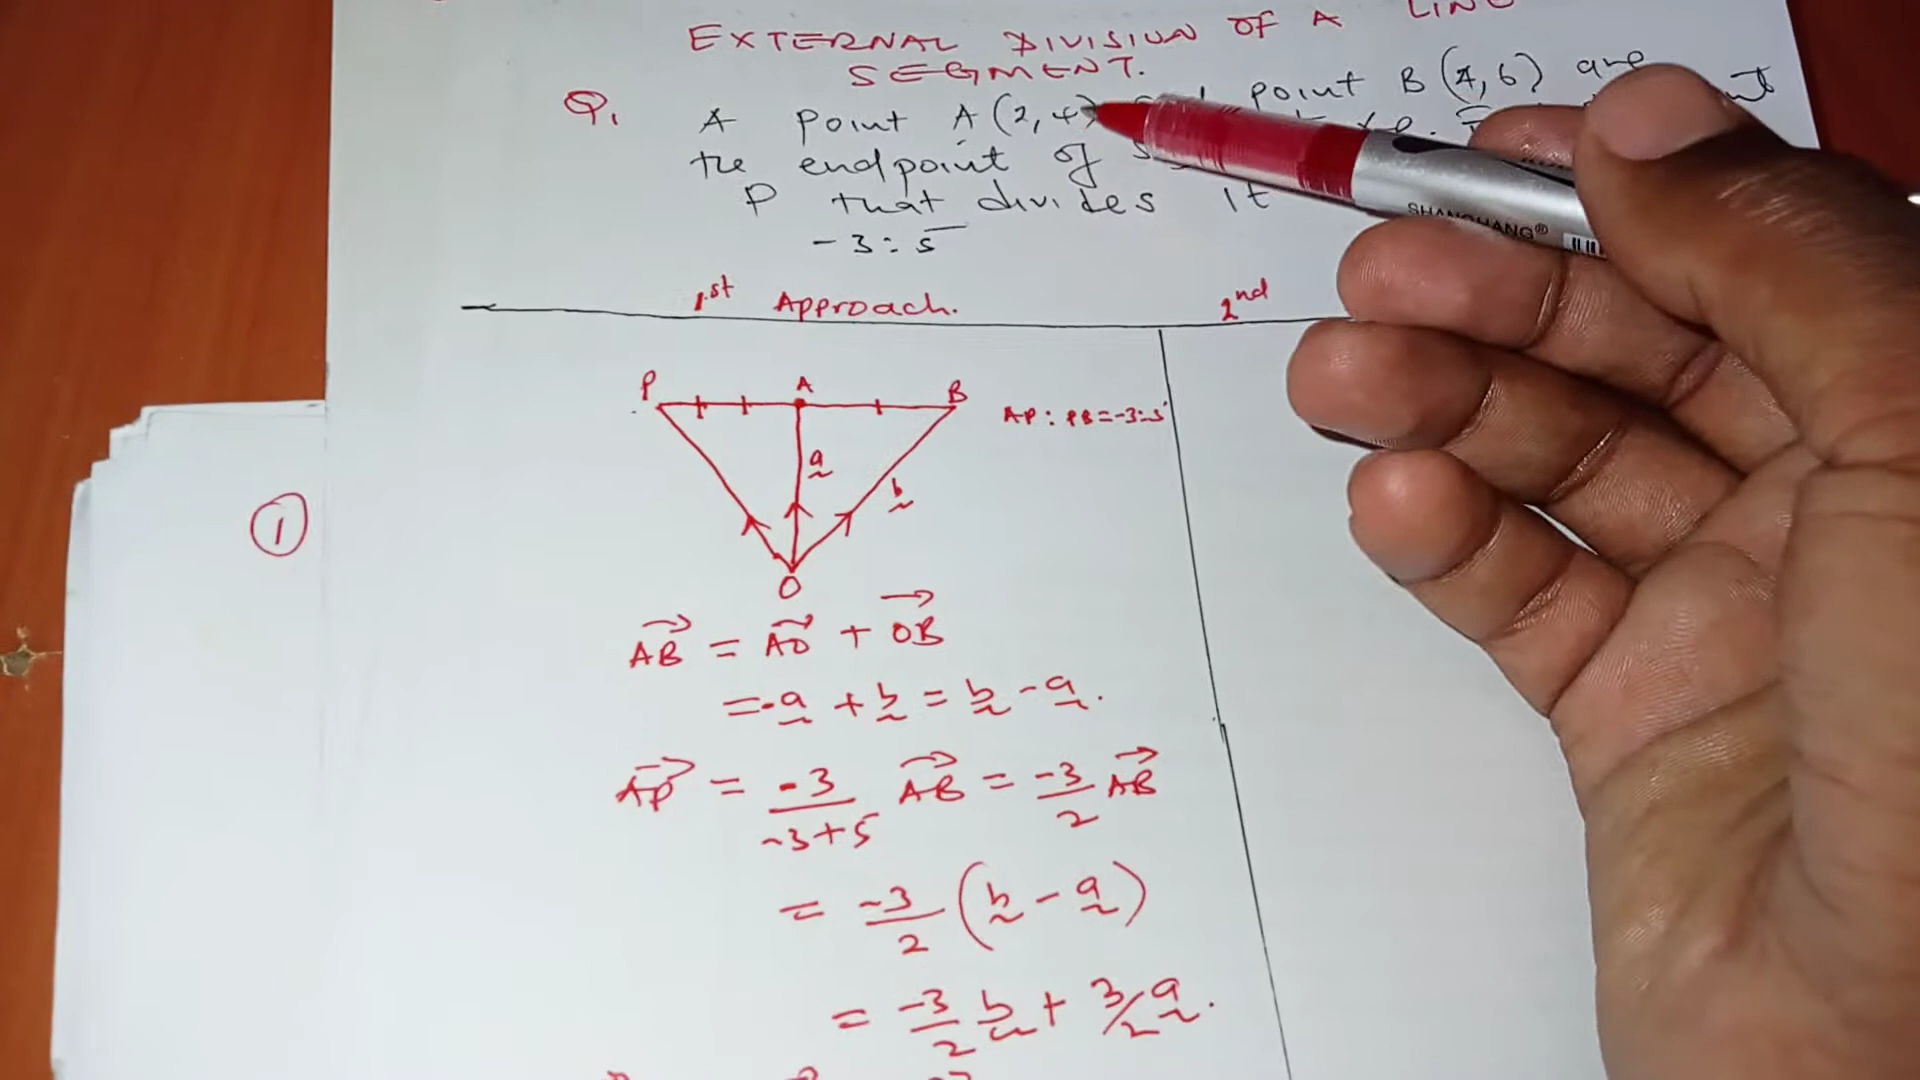 EXTERNAL DIVISION OF A LINE
SEGMENT.
Q1 A point A(2,4) point B(4,6) are
the endpoint of
P that divides it
-3:5
SHANGHANG®
1st Approach.
2nd
P A B
AP:PB=-3:5
a
b
O
1
AB = AO + OB
=-a + b = b - a.
AP = -3/-3+5 AB = -3/2 AB
= -3/2 (b - a)
= -3/2 b + 3/2 a.